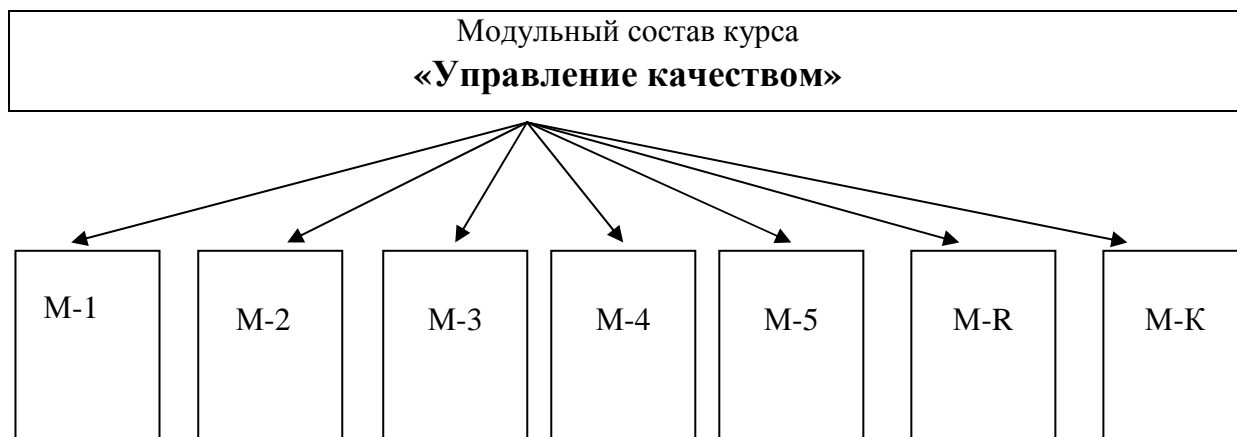 Модульный состав курса
«Управление качеством»
М-1
М-2
М-3
М-4
М-5
М-R
М-К